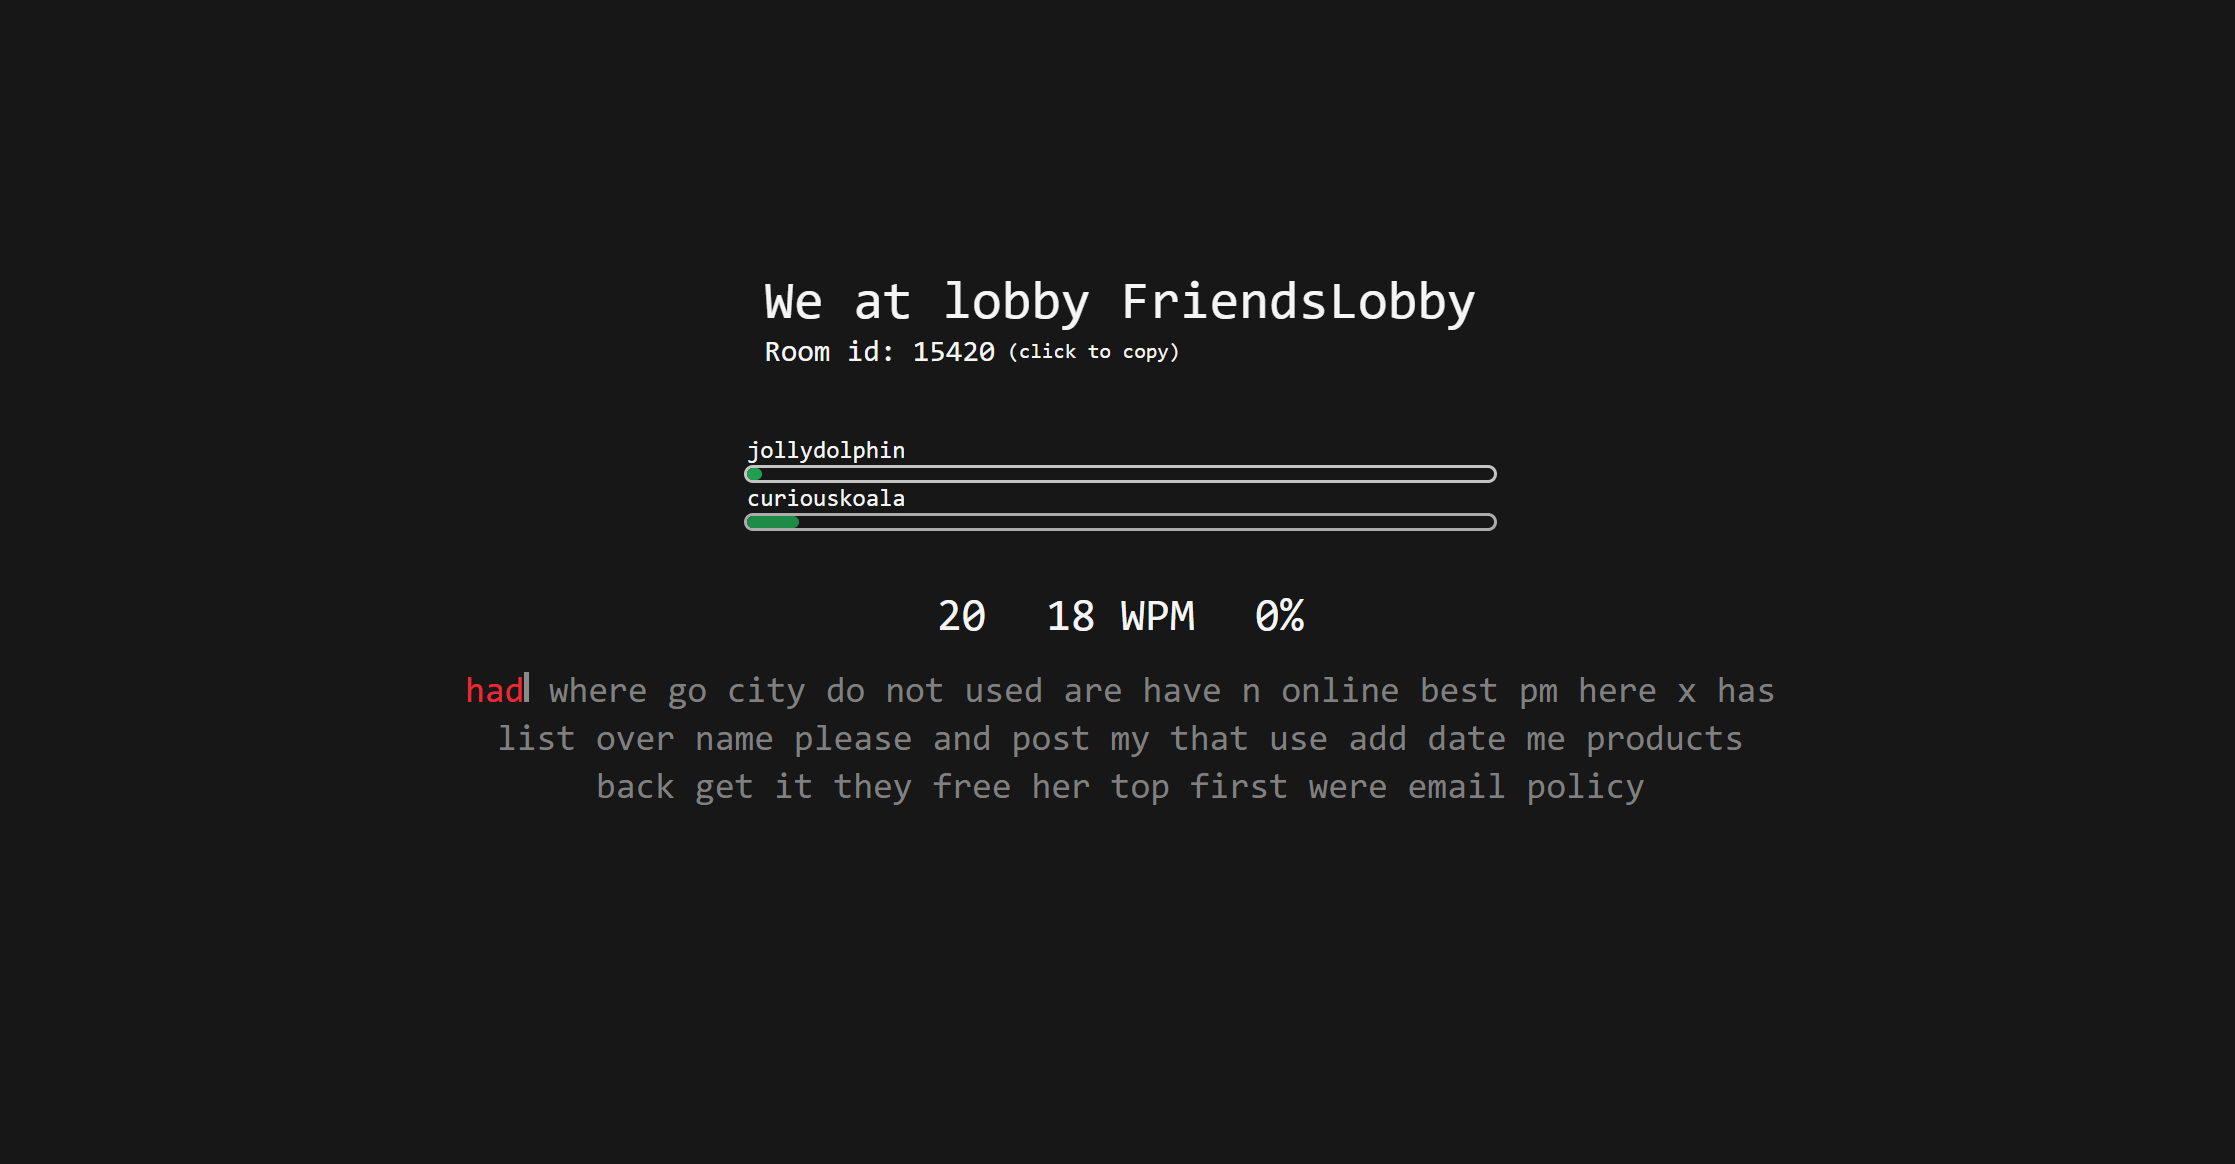 We at lobby FriendsLobby
Room id: 15420 (click to copy)
jollydolphin
curiouskoala
20 18 WPM 0%
had where go city do not used are have n online best pm here x has
list over name please and post my that use add date me products
back get it they free her top first were email policy